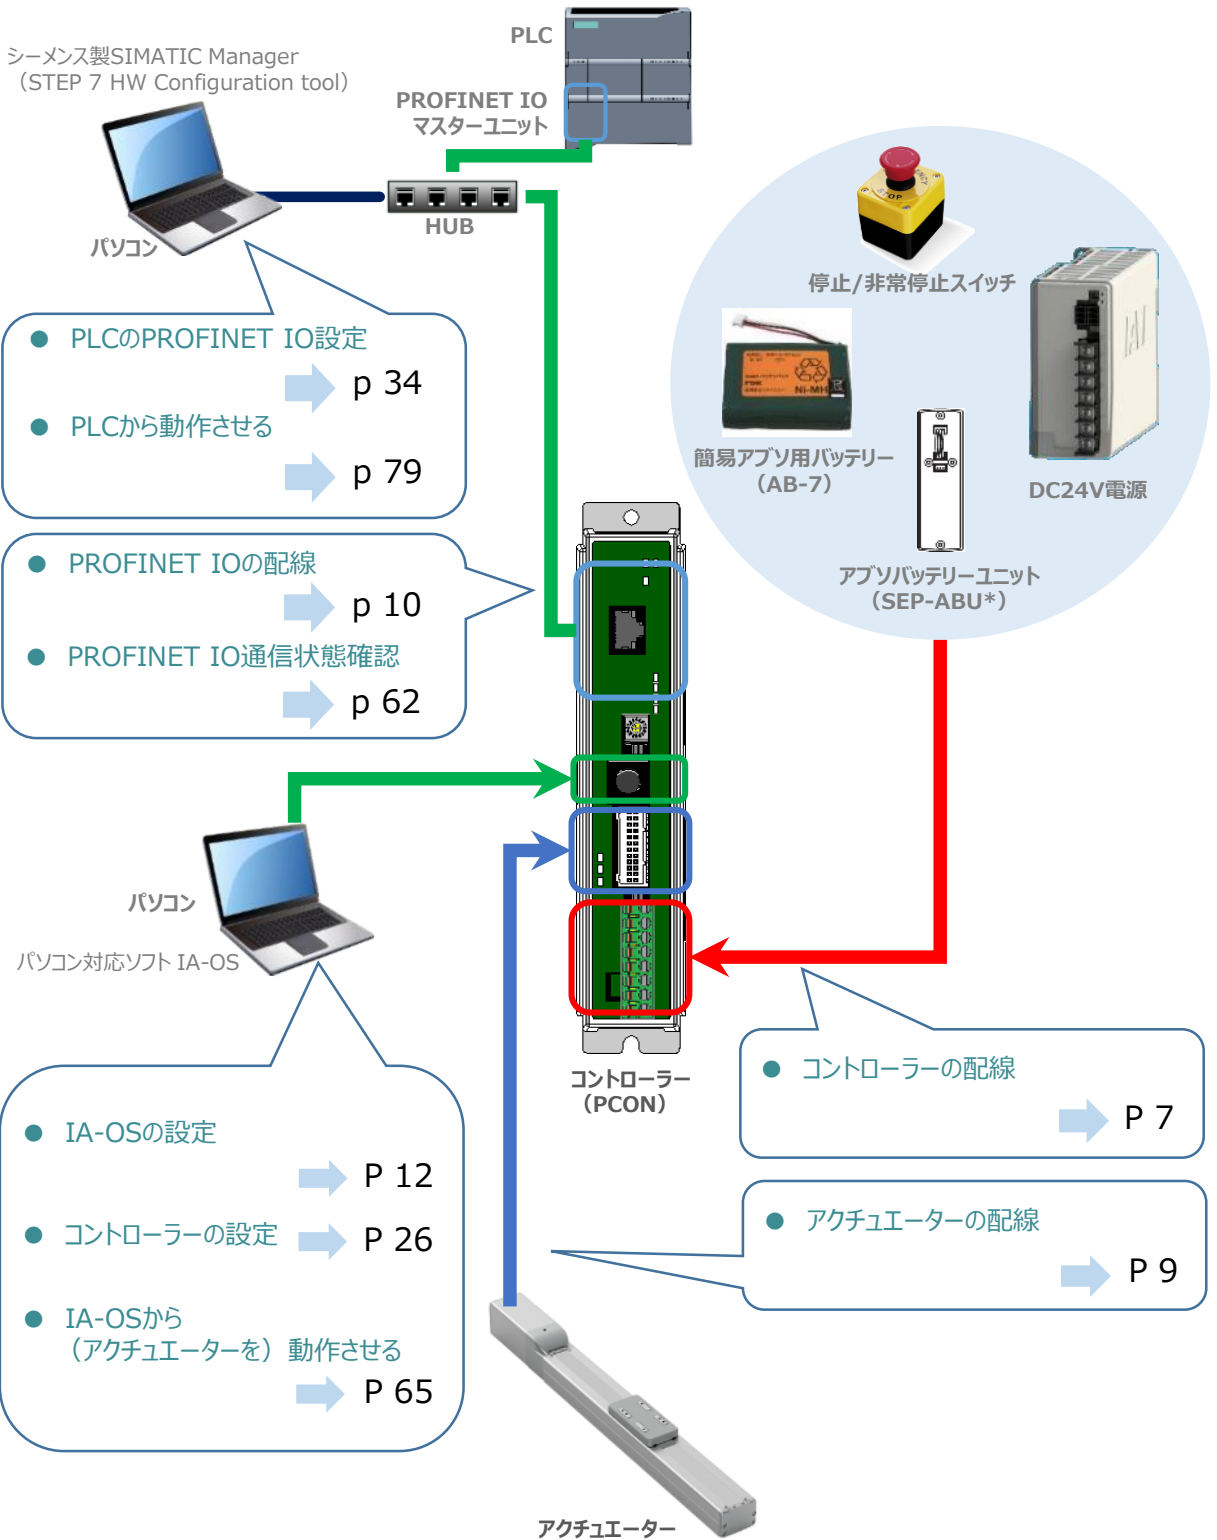 PLC
シーメンス製SIMATIC Manager
（STEP 7 HW Configuration tool）
PROFINET IO
マスターユニット
HUB
パソコン
STOP
停止/非常停止スイッチ
Ni-MH
簡易アブソ用バッテリー
（AB-7）
DC24V電源
アブソバッテリーユニット
（SEP-ABU*）
● PLCのPROFINET IO設定
p 34
● PLCから動作させる
p 79
● PROFINET IOの配線
p 10
● PROFINET IO通信状態確認
p 62
パソコン
パソコン対応ソフト IA-OS
コントローラー
（PCON）
● コントローラーの配線
P 7
● IA-OSの設定
P 12
● コントローラーの設定 P 26
● IA-OSから
（アクチュエーターを）動作させる
P 65
● アクチュエーターの配線
P 9
アクチュエーター